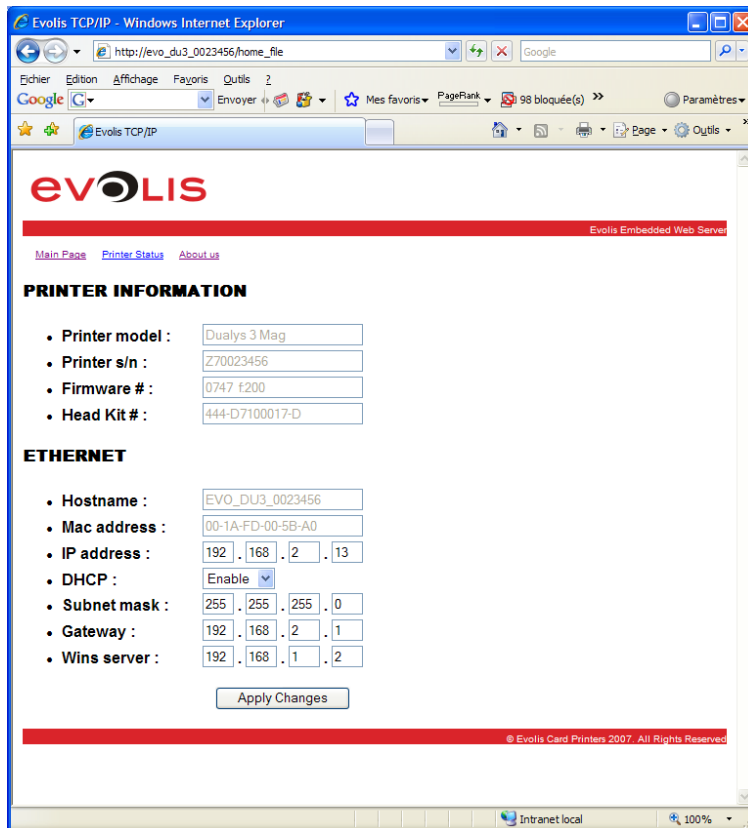 Evolis TCP/IP - Windows Internet Explorer
http://evo_du3_0023456/home_file Google
Fichier Edition Affichage Favoris Outils ?
Google G Envoyer Mes favoris PageRank 98 bloquée(s) » Paramètres
Evolis TCP/IP Page Outils »
evolis
Evolis Embedded Web Server
Main Page Printer Status About us
PRINTER INFORMATION
• Printer model : Dualys 3 Mag
• Printer s/n : Z70023456
• Firmware # : 0747 f.200
• Head Kit # : 444-D7100017-D
ETHERNET
• Hostname : EVO_DU3_0023456
• Mac address : 00-1A-FD-00-5B-A0
• IP address : 192 . 168 . 2 . 13
• DHCP : Enable
• Subnet mask : 255 . 255 . 255 . 0
• Gateway : 192 . 168 . 2 . 1
• Wins server : 192 . 168 . 1 . 2
Apply Changes
© Evolis Card Printers 2007. All Rights Reserved
Intranet local 100%